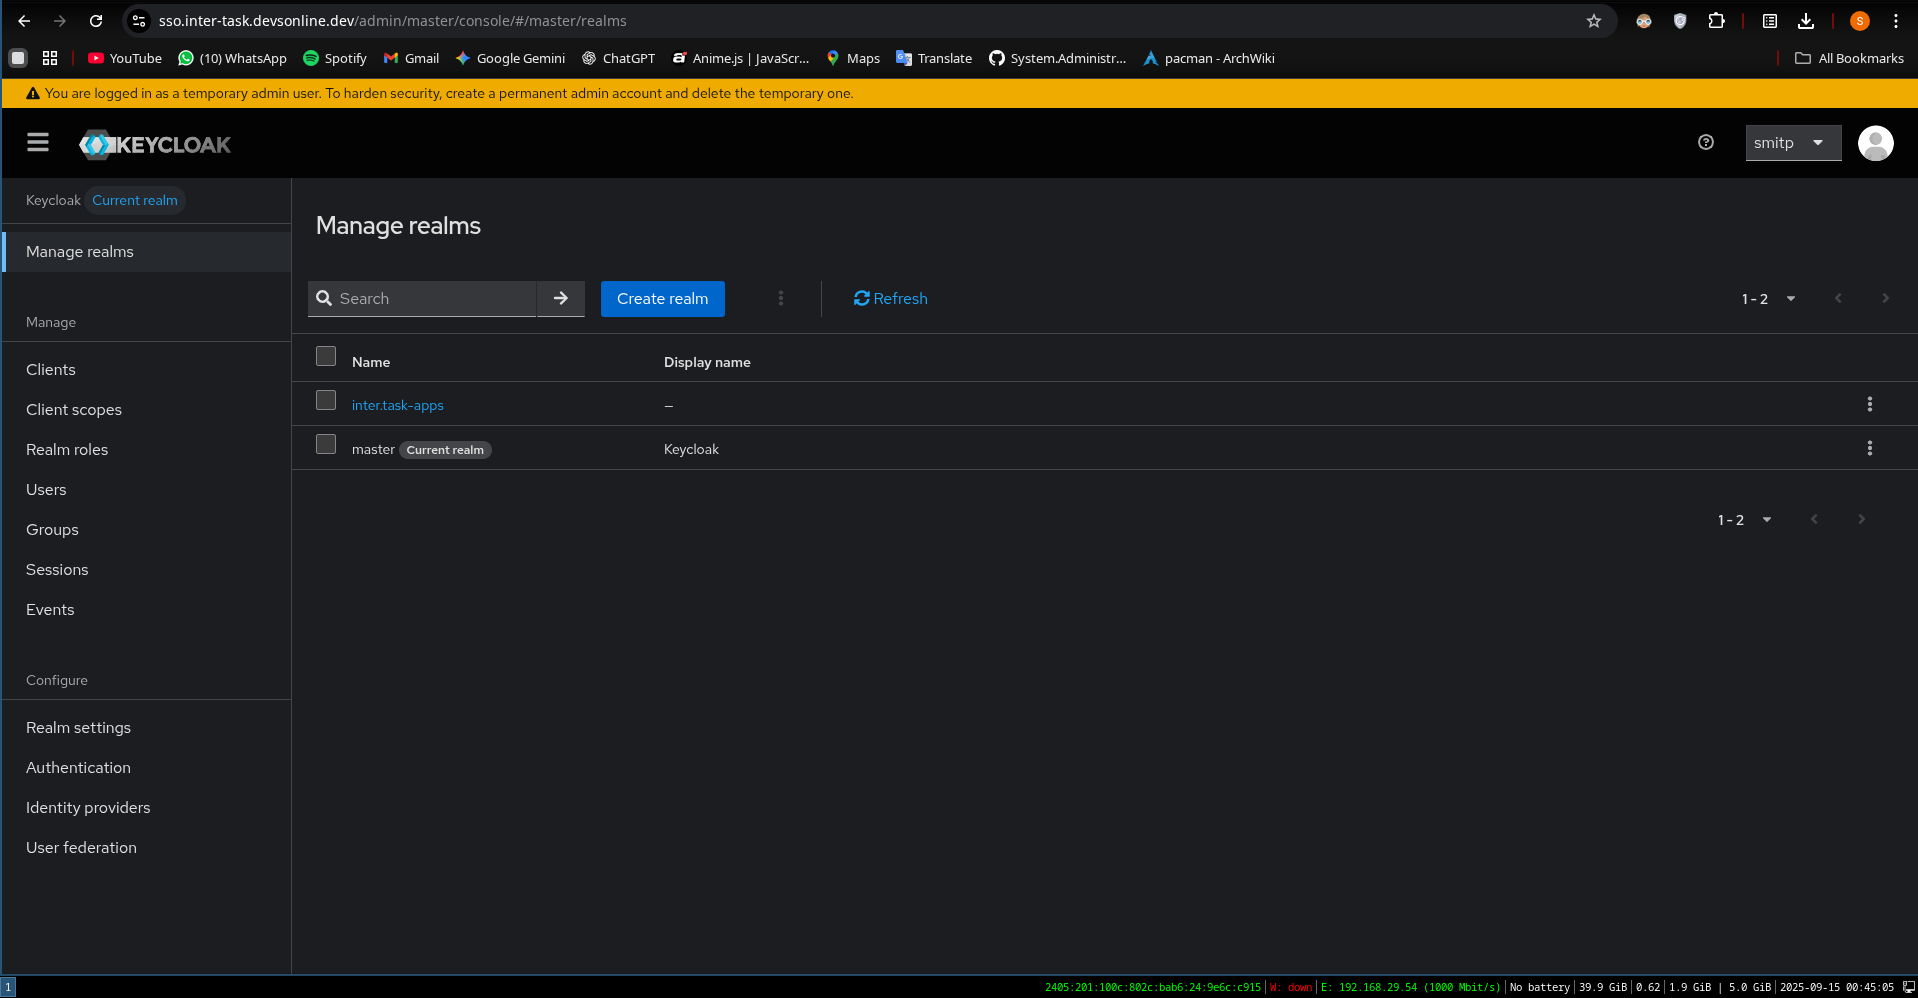 sso.inter-task.devsonline.dev/admin/master/console/#/master/realms
S
YouTube (10) WhatsApp Spotify Gmail Google Gemini ChatGPT Anime.js | JavaScr... Maps Translate System.Administr... pacman - ArchWiki All Bookmarks
You are logged in as a temporary admin user. To harden security, create a permanent admin account and delete the temporary one.
KEYCLOAK
smitp
Keycloak Current realm
Manage realms
Manage
Clients
Client scopes
Realm roles
Users
Groups
Sessions
Events
Configure
Realm settings
Authentication
Identity providers
User federation
Manage realms
Search Create realm Refresh 1 - 2
Name Display name
inter.task-apps –
master Current realm Keycloak
1 - 2
1 2405:201:100c:802c:bab6:24:9e6c:c915 | W: down | E: 192.168.29.54 (1000 Mbit/s) | No battery | 39.9 GiB | 0.62 | 1.9 GiB | 5.0 GiB | 2025-09-15 00:45:05